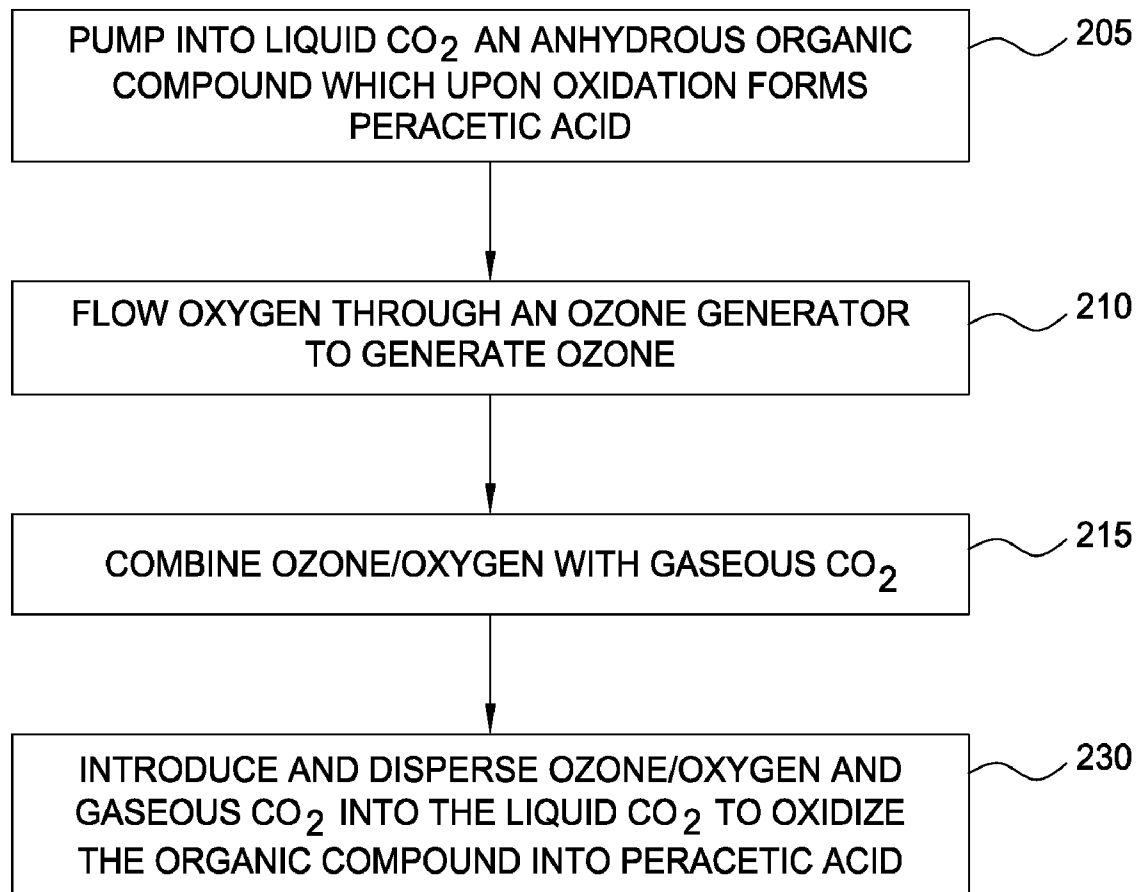 PUMP INTO LIQUID CO2 AN ANHYDROUS ORGANIC
COMPOUND WHICH UPON OXIDATION FORMS
PERACETIC ACID
205
FLOW OXYGEN THROUGH AN OZONE GENERATOR
TO GENERATE OZONE
210
COMBINE OZONE/OXYGEN WITH GASEOUS CO2
215
INTRODUCE AND DISPERSE OZONE/OXYGEN AND
GASEOUS CO2 INTO THE LIQUID CO2 TO OXIDIZE
THE ORGANIC COMPOUND INTO PERACETIC ACID
230